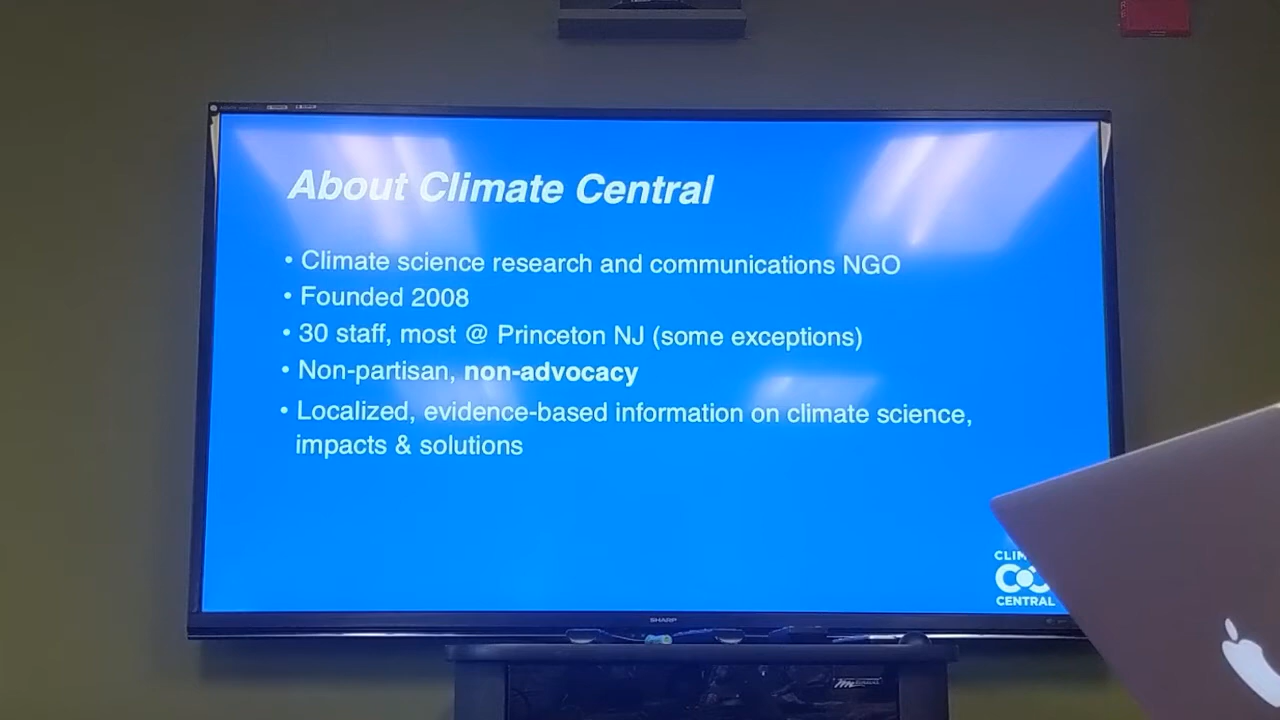 About Climate Central
• Climate science research and communications NGO
• Founded 2008
• 30 staff, most @ Princeton NJ (some exceptions)
• Non-partisan, non-advocacy
• Localized, evidence-based information on climate science,
impacts & solutions
CLIM
CENTRAL
SHARP